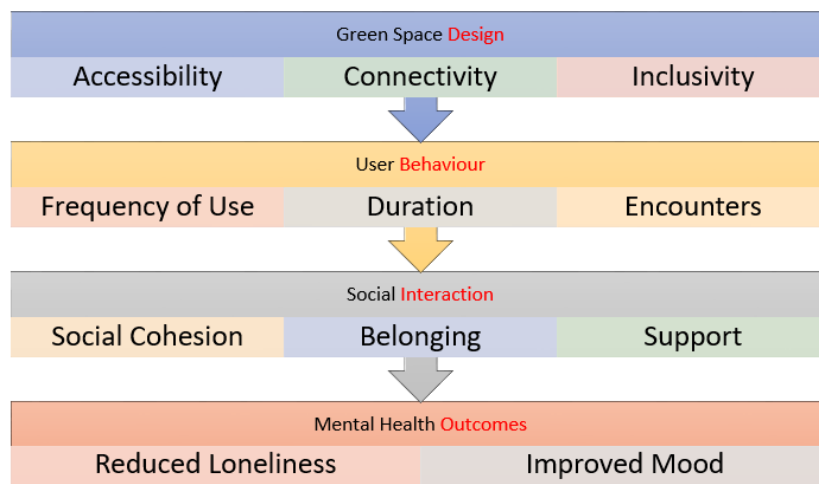 Green Space Design
Accessibility Connectivity Inclusivity
User Behaviour
Frequency of Use Duration Encounters
Social Interaction
Social Cohesion Belonging Support
Mental Health Outcomes
Reduced Loneliness Improved Mood